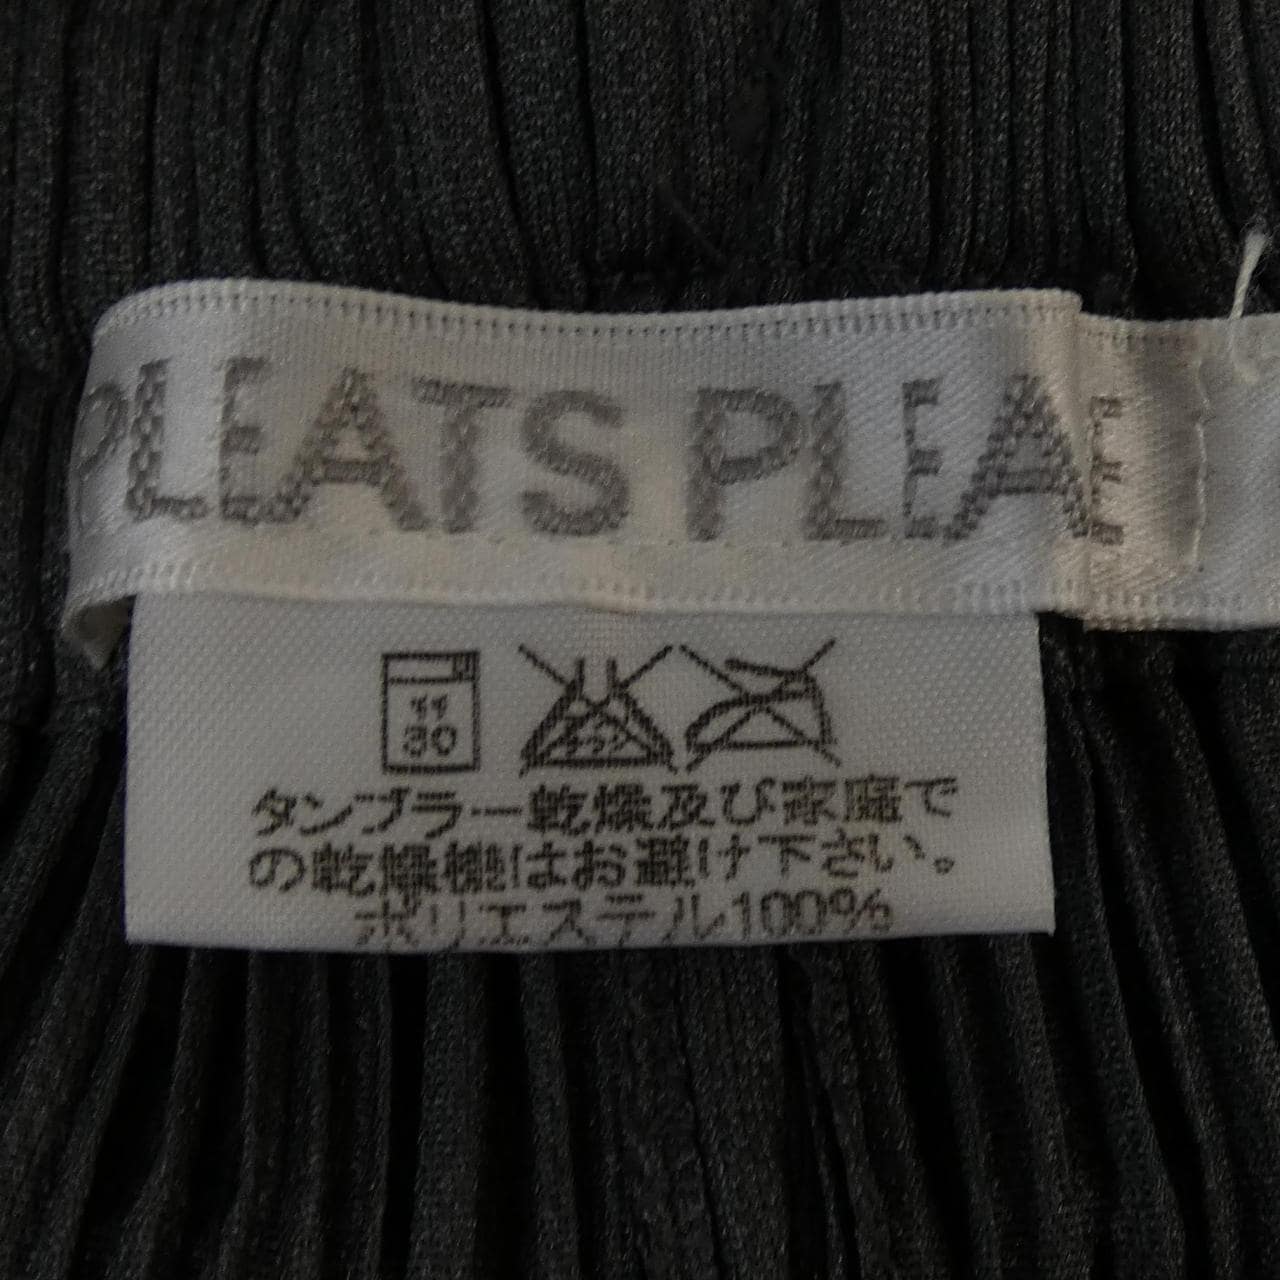 PLEATS PLEA
弱
30
タンブラー乾燥及び家庭で
の乾燥機はお避け下さい。
ポリエステル100%